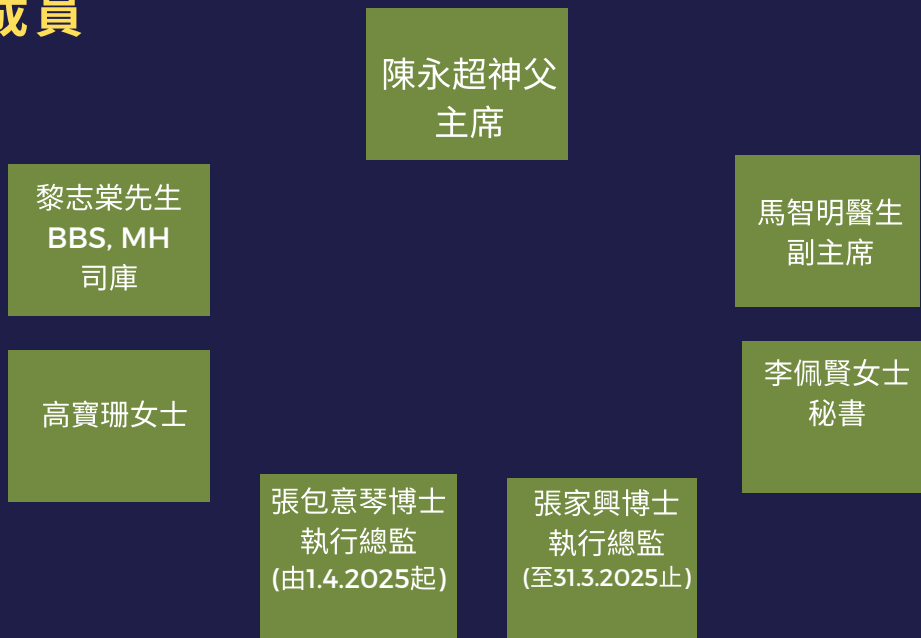 成員
陳永超神父
主席
黎志棠先生
BBS, MH
司庫
馬智明醫生
副主席
高寶珊女士
李佩賢女士
秘書
張包意琴博士
執行總監
(由1.4.2025起)
張家興博士
執行總監
(至31.3.2025止)